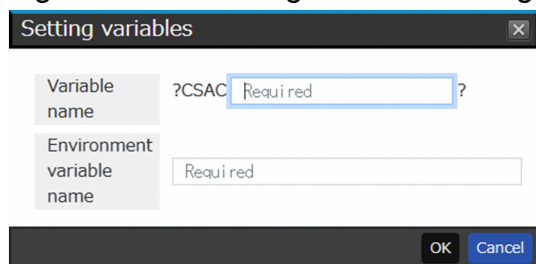 Setting variables
Variable name
?CSAC Required ?
Environment variable name
Required
OK Cancel